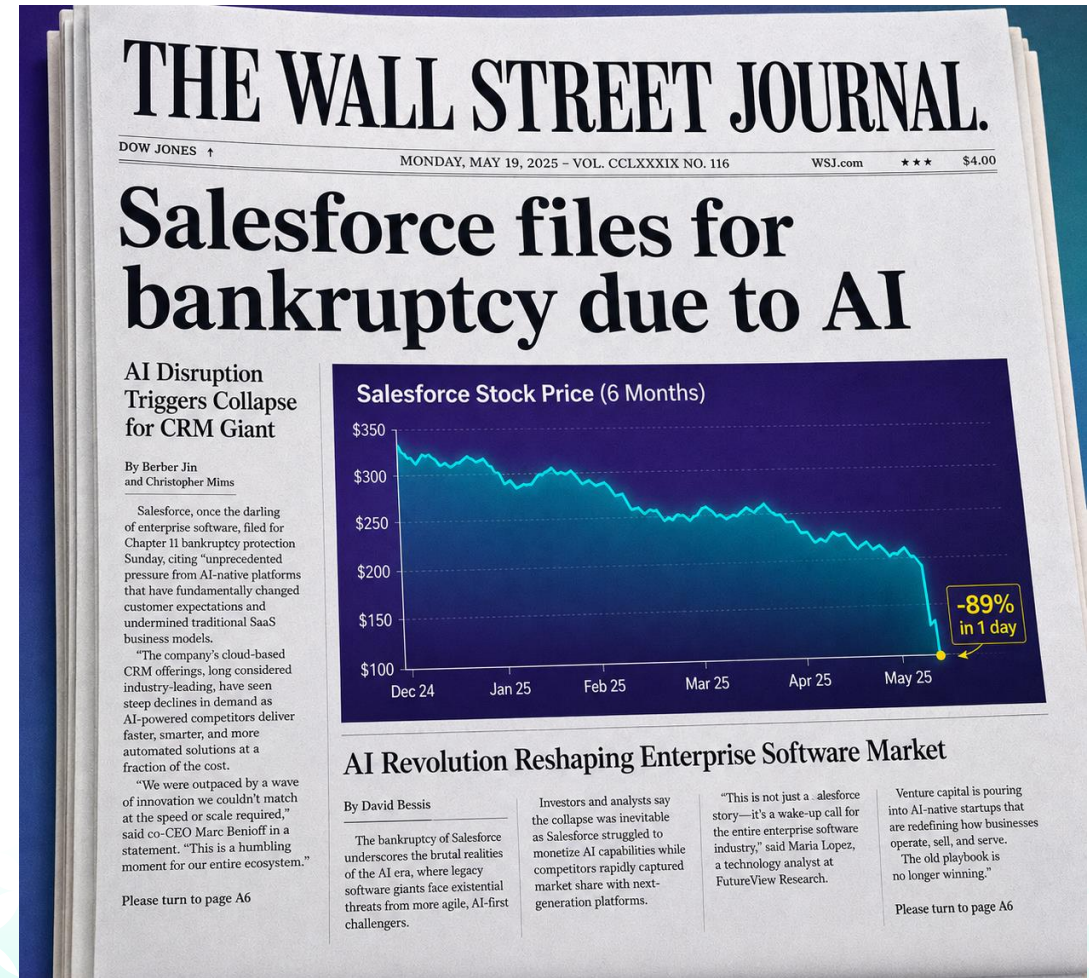 THE WALL STREET JOURNAL.
DOW JONES ↑
MONDAY, MAY 19, 2025 – VOL. CCLXXXIX NO. 116
WSJ.com
★★★
$4.00
Salesforce files for
bankruptcy due to AI
AI Disruption
Triggers Collapse
for CRM Giant
By Berber Jin
and Christopher Mims
Salesforce, once the darling
of enterprise software, filed for
Chapter 11 bankruptcy protection
Sunday, citing “unprecedented
pressure from AI-native platforms
that have fundamentally changed
customer expectations and
undermined traditional SaaS
business models.
“The company’s cloud-based
CRM offerings, long considered
industry-leading, have seen
steep declines in demand as
AI-powered competitors deliver
faster, smarter, and more
automated solutions at a
fraction of the cost.
“We were outpaced by a wave
of innovation we couldn’t match
at the speed or scale required,”
said co-CEO Marc Benioff in a
statement. “This is a humbling
moment for our entire ecosystem.”
Please turn to page A6
Salesforce Stock Price (6 Months)
$350
$300
$250
$200
$150
$100
Dec 24
Jan 25
Feb 25
Mar 25
Apr 25
May 25
-89%
in 1 day
AI Revolution Reshaping Enterprise Software Market
By David Bessis
The bankruptcy of Salesforce
underscores the brutal realities
of the AI era, where legacy
software giants face existential
threats from more agile, AI-first
challengers.
Investors and analysts say
the collapse was inevitable
as Salesforce struggled to
monetize AI capabilities while
competitors rapidly captured
market share with next-
generation platforms.
“This is not just a alesforce
story—it’s a wake-up call for
the entire enterprise software
industry,” said Maria Lopez,
a technology analyst at
FutureView Research.
Venture capital is pouring
into AI-native startups that
are redefining how businesses
operate, sell, and serve.
The old playbook is
no longer winning.”
Please turn to page A6